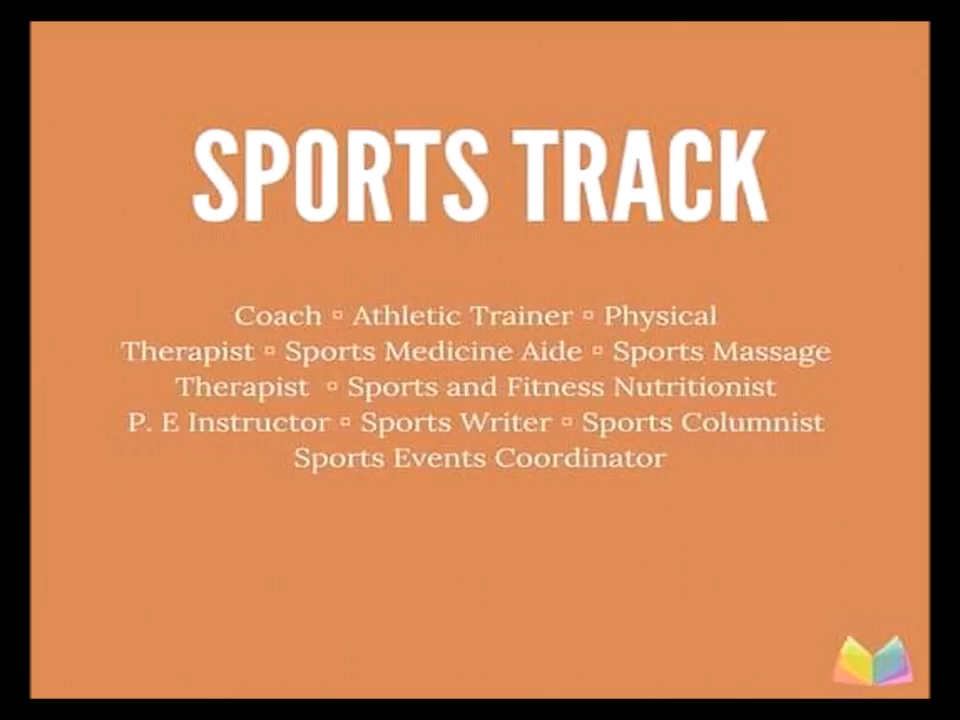 SPORTS TRACK
Coach ▫ Athletic Trainer ▫ Physical
Therapist ▫ Sports Medicine Aide ▫ Sports Massage
Therapist ▫ Sports and Fitness Nutritionist
P. E Instructor ▫ Sports Writer ▫ Sports Columnist
Sports Events Coordinator